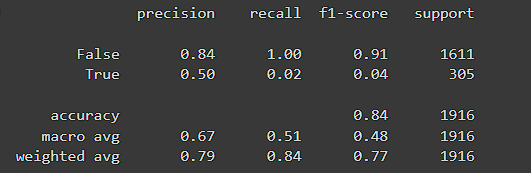 precision recall f1-score support
False 0.84 1.00 0.91 1611
True 0.50 0.02 0.04 305
accuracy 0.84 1916
macro avg 0.67 0.51 0.48 1916
weighted avg 0.79 0.84 0.77 1916